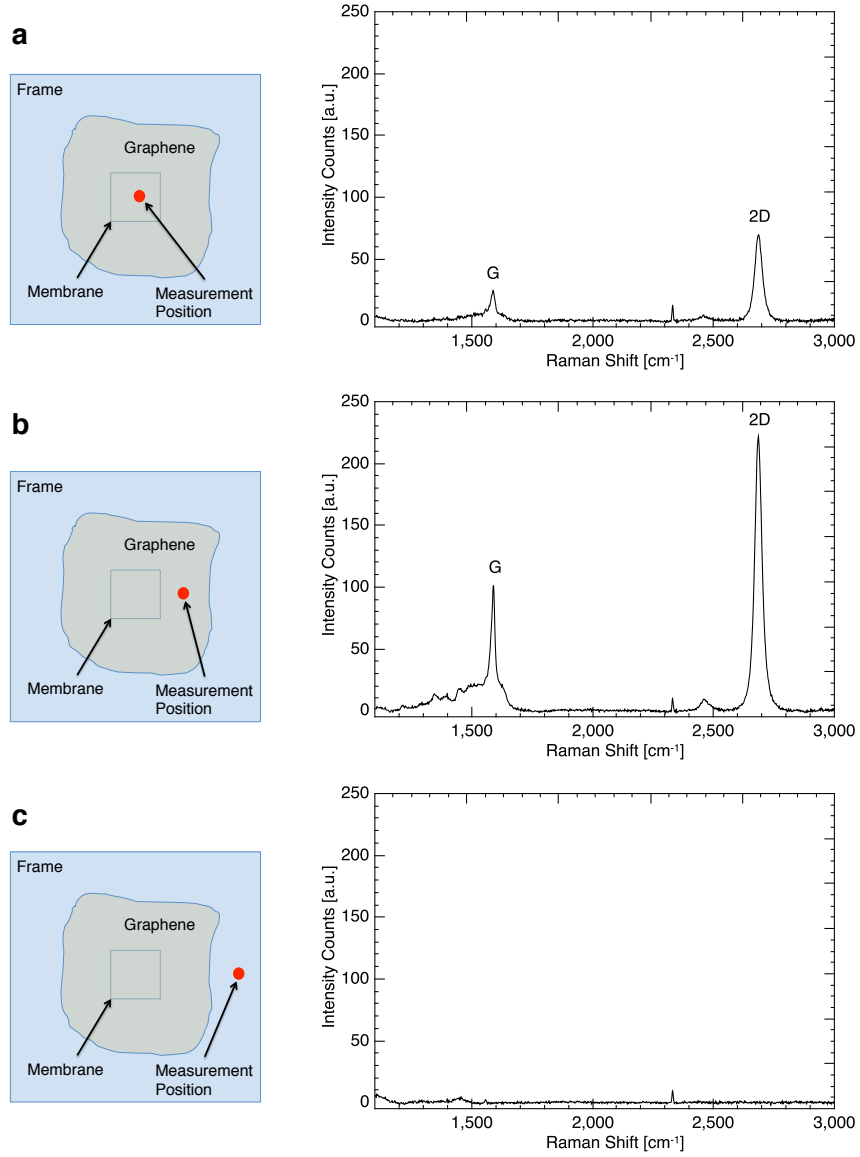 a
Frame
Graphene
Membrane
Measurement
Position
250
200
150
100
50
0
Intensity Counts [a.u.]
G
2D
1,500
2,000
2,500
3,000
Raman Shift [cm⁻¹]
b
Frame
Graphene
Membrane
Measurement
Position
250
200
150
100
50
0
Intensity Counts [a.u.]
G
2D
1,500
2,000
2,500
3,000
Raman Shift [cm⁻¹]
c
Frame
Graphene
Membrane
Measurement
Position
250
200
150
100
50
0
Intensity Counts [a.u.]
1,500
2,000
2,500
3,000
Raman Shift [cm⁻¹]